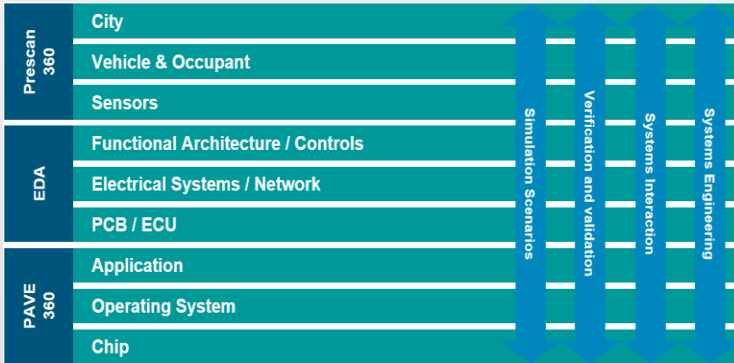 Prescan
360
City
Vehicle & Occupant
Sensors
EDA
Functional Architecture / Controls
Electrical Systems / Network
PCB / ECU
PAVE
360
Application
Operating System
Chip
Simulation Scenarios
Verification and validation
Systems Interaction
Systems Engineering